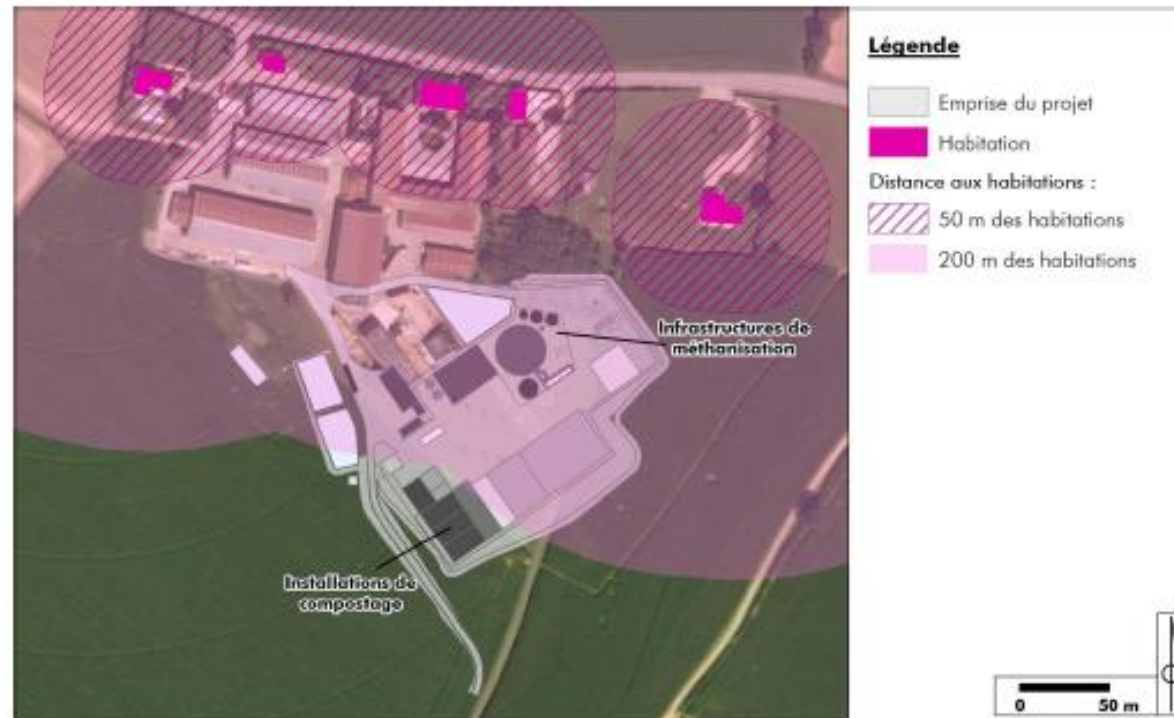 Légende
Emprise du projet
Habitation
Distance aux habitations :
50 m des habitations
200 m des habitations
Infrastructures de
méthanisation
Installations de
compostage
0 50 m